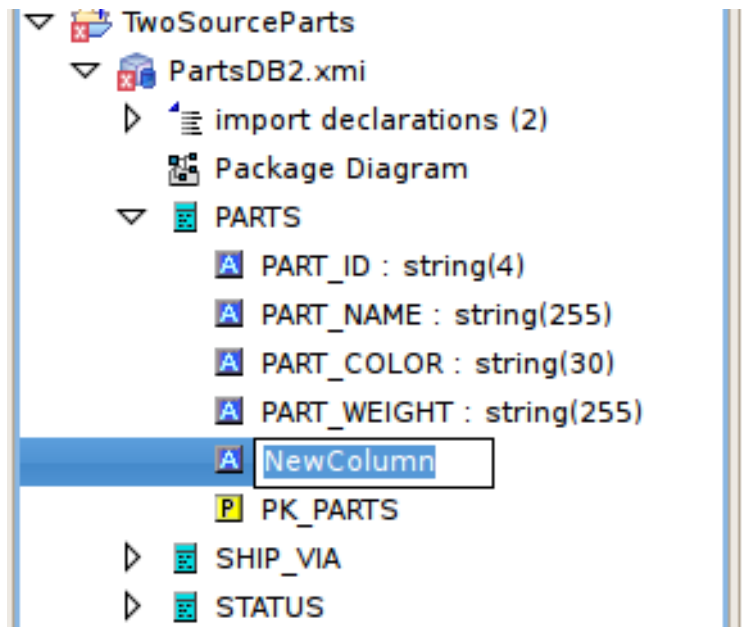 TwoSourceParts
PartsDB2.xmi
import declarations (2)
Package Diagram
PARTS
A PART_ID : string(4)
A PART_NAME : string(255)
A PART_COLOR : string(30)
A PART_WEIGHT : string(255)
A NewColumn
P PK_PARTS
SHIP_VIA
STATUS